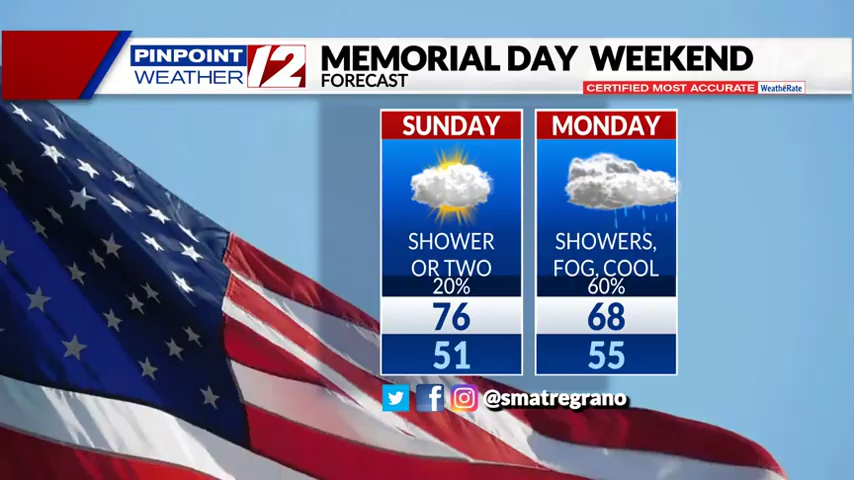 PINPOINT
WEATHER 12
MEMORIAL DAY WEEKEND
FORECAST
CERTIFIED MOST ACCURATE WeatheRate
SUNDAY
SHOWER
OR TWO
20%
76
51
MONDAY
SHOWERS,
FOG, COOL
60%
68
55
@smatregrano